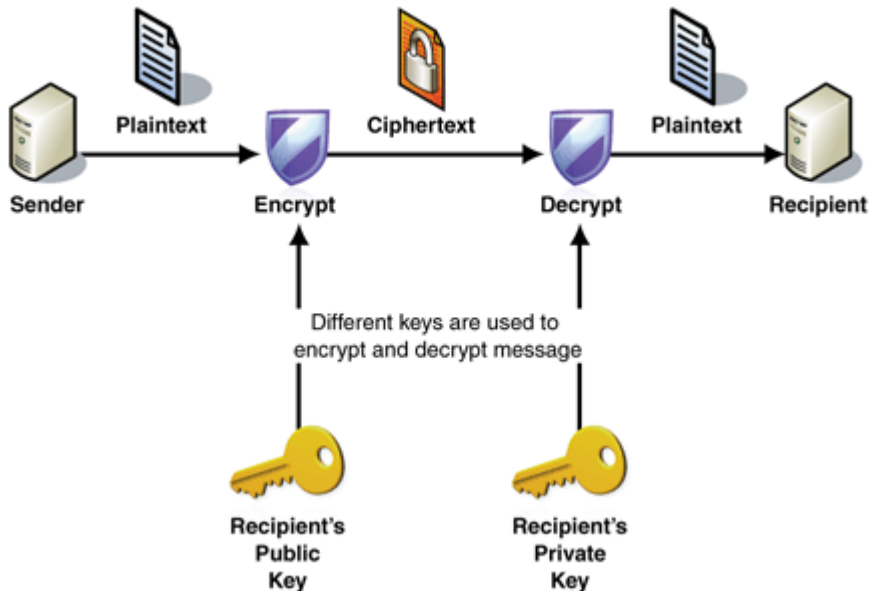 Plaintext
Ciphertext
Plaintext
Sender
Encrypt
Decrypt
Recipient
Different keys are used to
encrypt and decrypt message
Recipient's
Public
Key
Recipient's
Private
Key